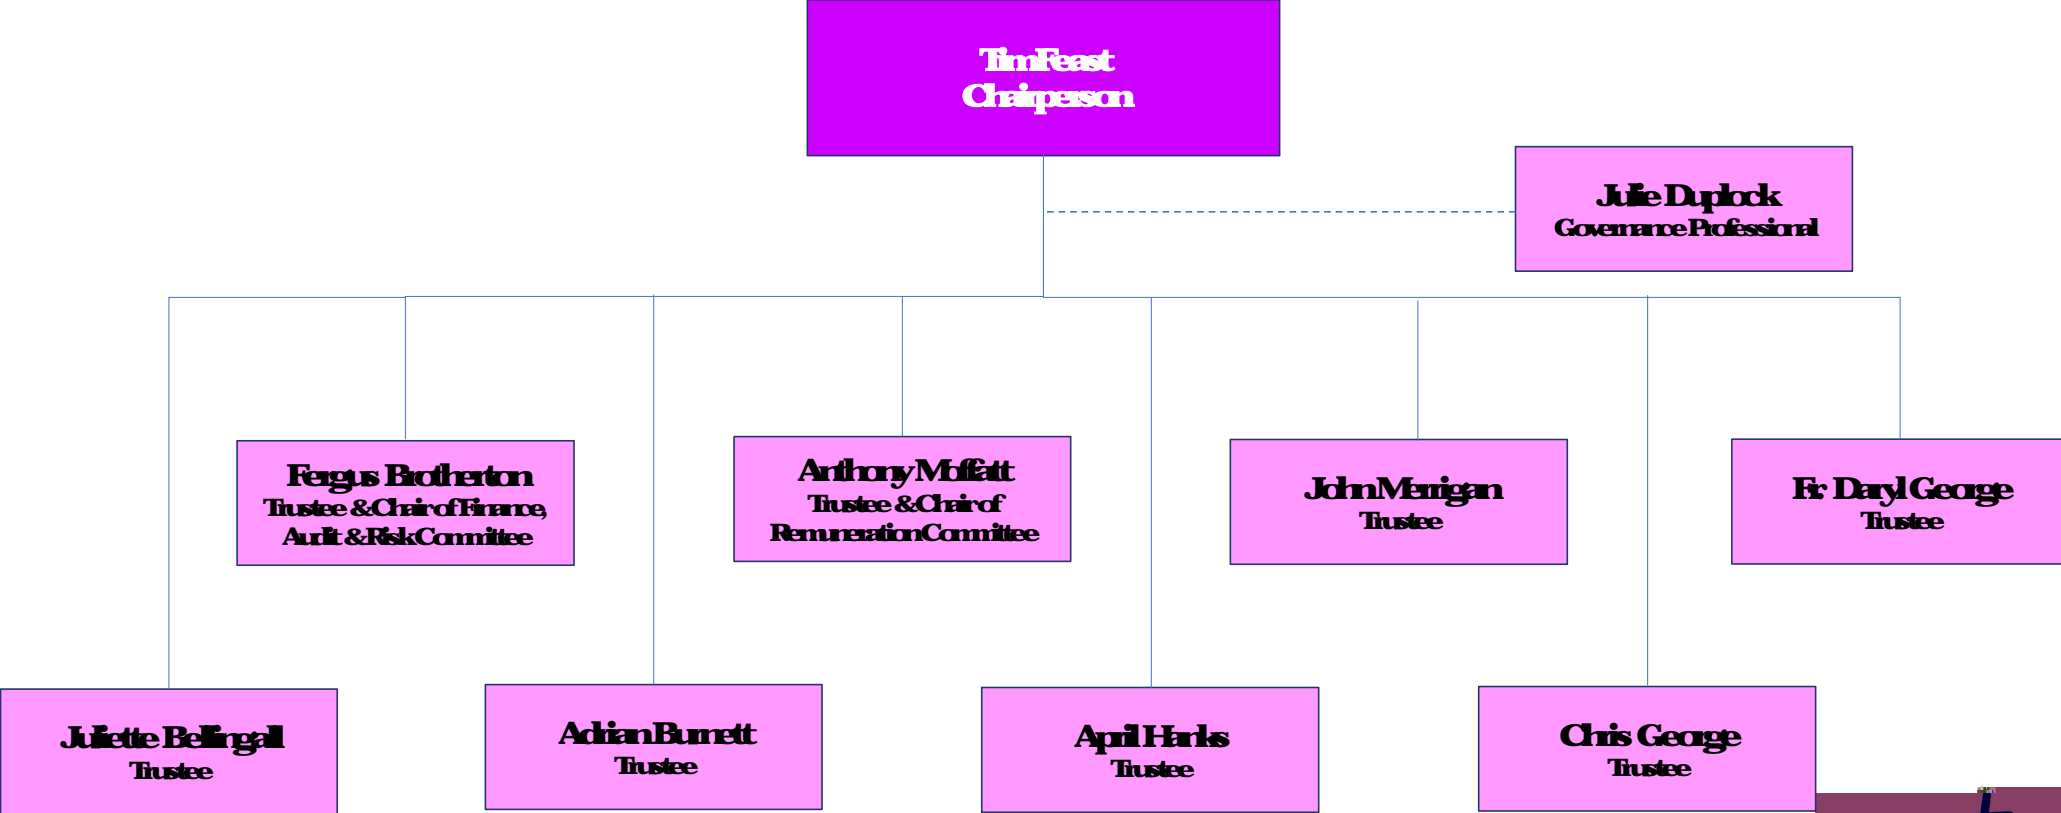 Tim Feast
Chairperson
Julie Duplock
Governance Professional
Fergus Brotherton
Trustee & Chair of Finance,
Audit & Risk Committee
Anthony Moffatt
Trustee & Chair of
Remuneration Committee
John Merrigan
Trustee
Fr. Daryl George
Trustee
Juliette Bellingall
Trustee
Adrian Burnett
Trustee
April Hanks
Trustee
Chris George
Trustee